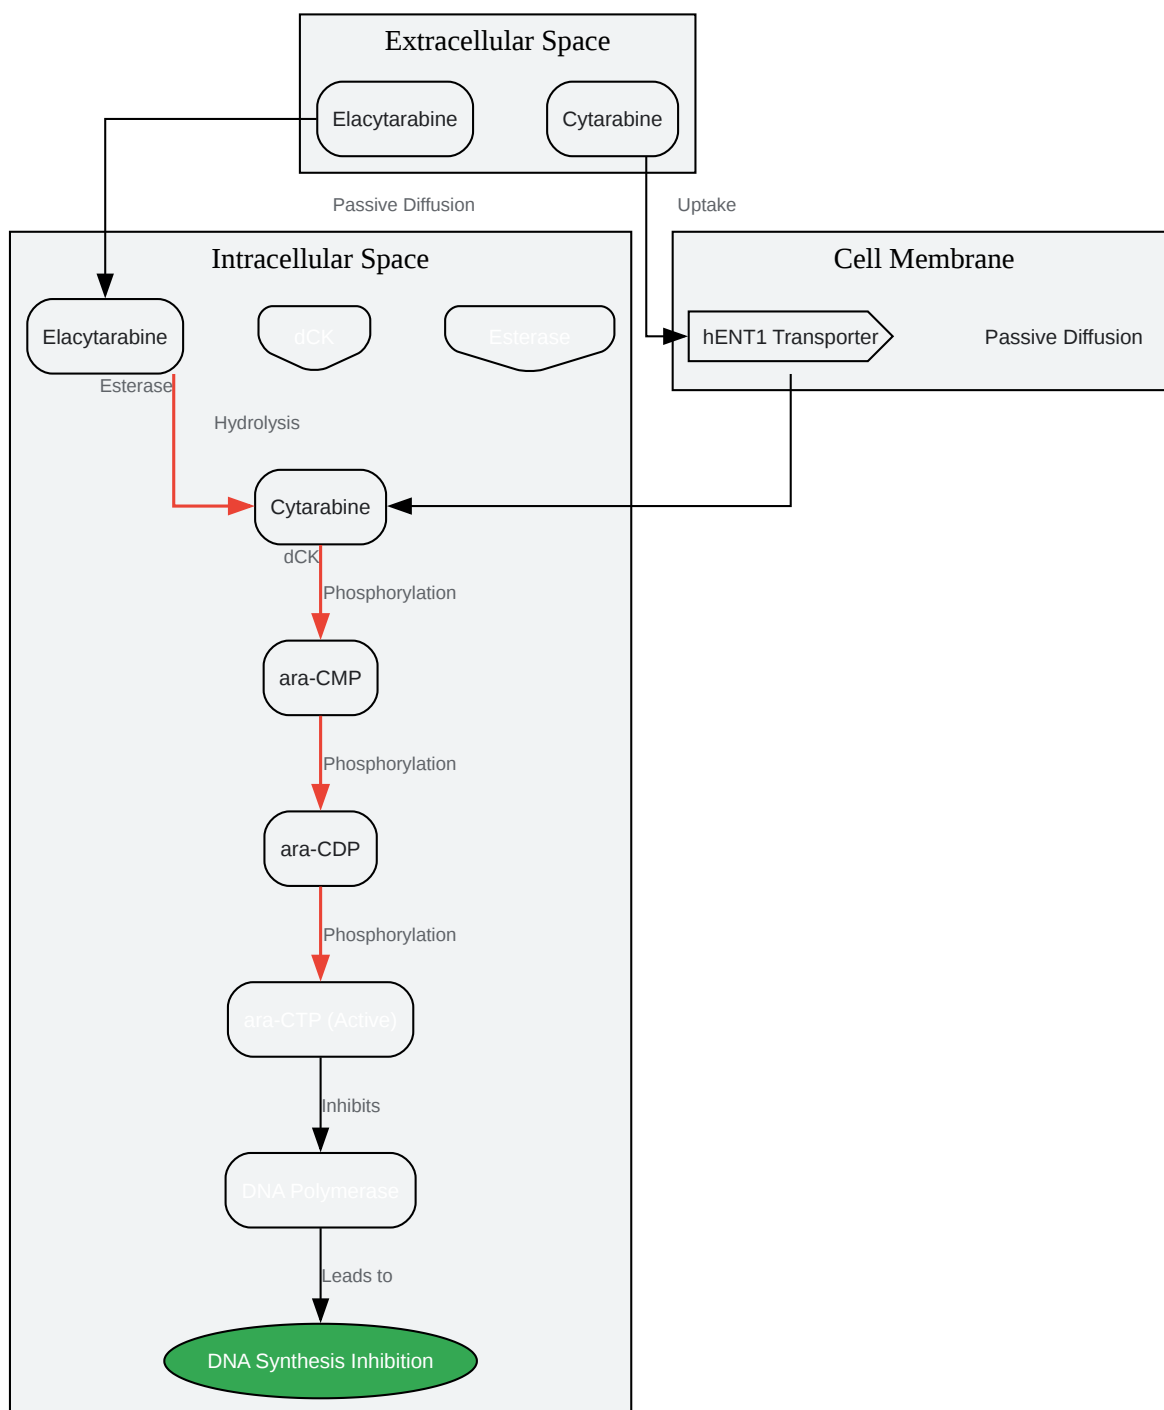 Extracellular Space
Elacytarabine
Cytarabine
Passive Diffusion
Uptake
Intracellular Space
Cell Membrane
Elacytarabine
dCK
Esterase
hENT1 Transporter
Passive Diffusion
Esterase
Hydrolysis
Cytarabine
dCK
Phosphorylation
ara-CMP
Phosphorylation
ara-CDP
Phosphorylation
ara-CTP (Active)
Inhibits
DNA Polymerase
Leads to
DNA Synthesis Inhibition